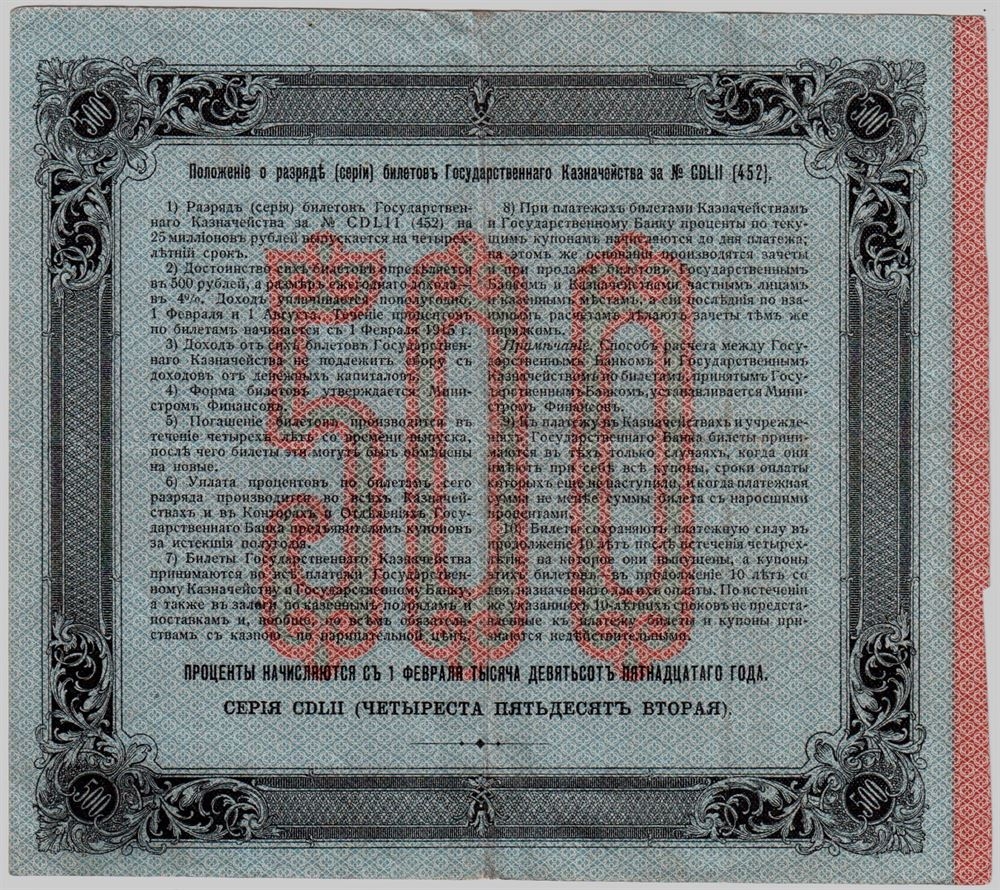 500
500
Положеніе о разрядѣ (серіи) билетовъ Государственнаго Казначейства за № CDLII (452).
1) Разрядъ (серія) билетовъ Государствен-
наго Казначейства за № CDLII (452) на
25 милліоновъ рублей выпускается на четырех-
лѣтній срокъ.
2) Достоинство сихъ билетовъ опредѣляется
въ 500 рублей, а размѣръ ежегоднаго дохода—
въ 4%. Доходъ уплачивается пополугодно,
1 Февраля и 1 Августа. Теченіе процентовъ
по билетамъ начинается съ 1 Февраля 1915 г.
3) Доходъ отъ сихъ билетовъ Государствен-
наго Казначейства не подлежитъ сбору съ
доходовъ отъ денежныхъ капиталовъ.
4) Форма билетовъ утверждается Мини-
стромъ Финансовъ.
5) Погашеніе билетовъ производится въ
теченіе четырехъ лѣтъ со времени выпуска,
послѣ чего билеты эти могутъ быть обмѣнены
на новые.
6) Уплата процентовъ по билетамъ сего
разряда производится во всѣхъ Казначей-
ствахъ и въ Конторахъ и Отдѣленіяхъ Госу-
дарственнаго Банка предъявителямъ купоновъ
за истекшія полугодія.
7) Билеты Государственнаго Казначейства
принимаются во всѣ платежи Государствен-
ному Казначейству и Государственному Банку,
а также въ залоги по казеннымъ подрядамъ и
поставкамъ и, вообще, по всѣмъ обязатель-
ствамъ съ казною, по нарицательной цѣнѣ.
8) При платежахъ билетами Казначействамъ
и Государственному Банку проценты по теку-
щимъ купонамъ начисляются до дня платежа;
на этомъ же основаніи производятся зачеты
и при продажѣ билетовъ Государственнымъ
Банкомъ и Казначействами частнымъ лицамъ
и казеннымъ мѣстамъ, и сіи послѣднія по вза-
имнымъ расчетамъ дѣлаютъ зачеты тѣмъ же
порядкомъ.
Примѣчаніе. Способъ расчета между Госу-
дарственнымъ Банкомъ и Государственнымъ
Казначействомъ по билетамъ, принятымъ Госу-
дарственнымъ Банкомъ, устанавливается Мини-
стромъ Финансовъ.
9) Къ платежу въ Казначействахъ и учрежде-
ніяхъ Государственнаго Банка билеты прини-
маются въ тѣхъ только случаяхъ, когда они
имѣютъ при себѣ всѣ купоны, сроки оплаты
которыхъ еще не наступили, и когда платежная
сумма не менѣе суммы билета съ наросшими
процентами.
10) Билеты сохраняютъ платежную силу въ
продолженіе 10 лѣтъ послѣ истеченія четырех-
лѣтія, на которое они выпущены, а купоны
этихъ билетовъ въ продолженіе 10 лѣтъ со
дня, назначеннаго для ихъ оплаты. По истеченіи
же указанныхъ 10-лѣтнихъ сроковъ не предста-
вленные къ платежу билеты и купоны при-
знаются недѣйствительными.
500
ПРОЦЕНТЫ НАЧИСЛЯЮТСЯ СЪ 1 ФЕВРАЛЯ ТЫСЯЧА ДЕВЯТЬСОТЪ ПЯТНАДЦАТАГО ГОДА.
СЕРІЯ CDLII (ЧЕТЫРЕСТА ПЯТЬДЕСЯТЪ ВТОРАЯ).
500
500